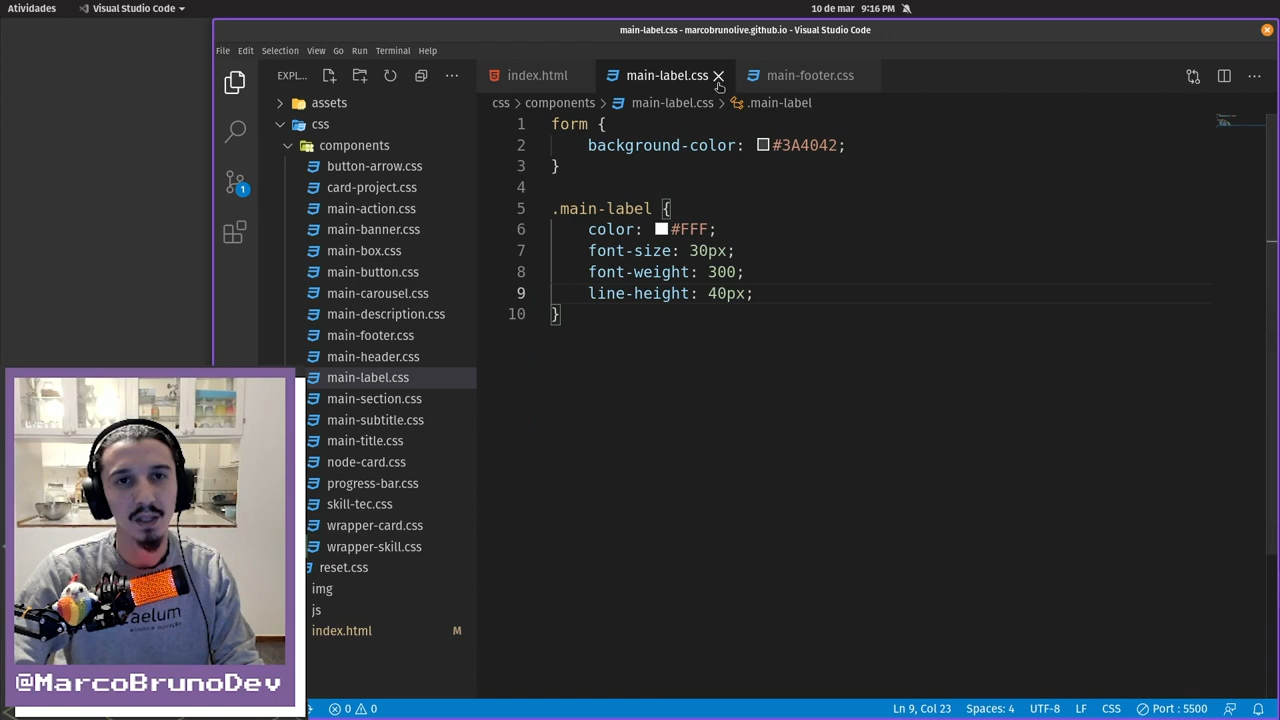 Atividades
Visual Studio Code
10 de mar 9:16 PM
main-label.css - marcobrunolive.github.io - Visual Studio Code
File Edit Selection View Go Run Terminal Help
EXPL...
index.html
main-label.css
main-footer.css
css > components > main-label.css > .main-label
assets
css
components
button-arrow.css
card-project.css
main-action.css
main-banner.css
main-box.css
main-button.css
main-carousel.css
main-description.css
main-footer.css
main-header.css
main-label.css
main-section.css
main-subtitle.css
main-title.css
node-card.css
progress-bar.css
skill-tec.css
wrapper-card.css
wrapper-skill.css
reset.css
img
js
index.html M
1
1 form {
2 background-color: #3A4042;
3 }
4
5 .main-label {
6 color: #FFF;
7 font-size: 30px;
8 font-weight: 300;
9 line-height: 40px;
10 }
aelum
@MarcoBrunoDev
0 0
Ln 9, Col 23
Spaces: 4
UTF-8
LF
CSS
Port : 5500